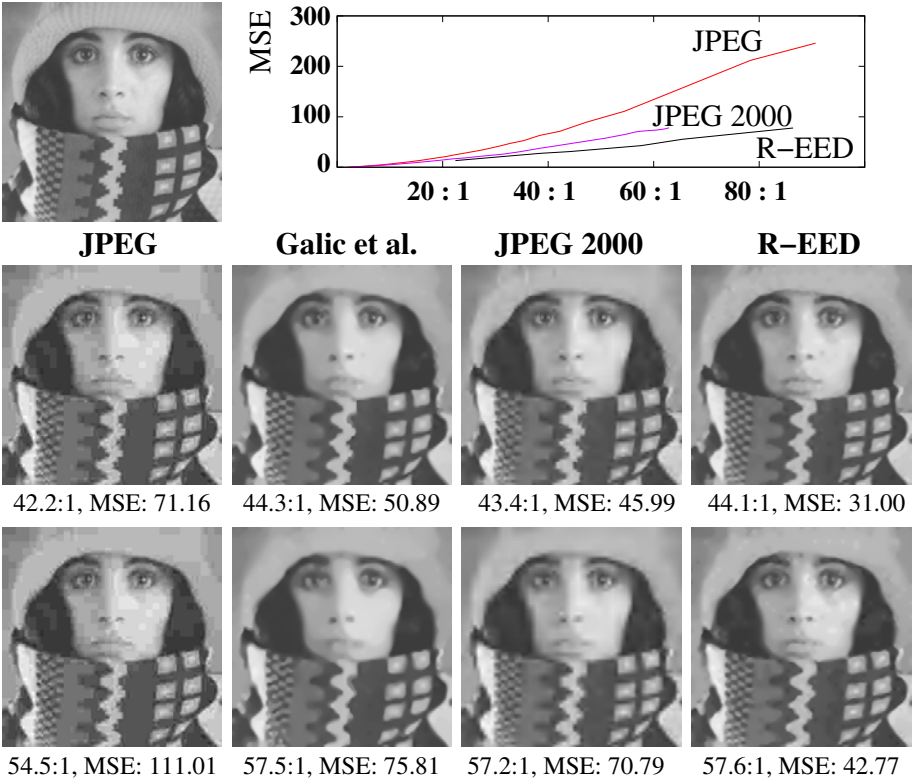 MSE
300
200
100
0
JPEG
JPEG 2000
R−EED
20 : 1 40 : 1 60 : 1 80 : 1
JPEG Galic et al. JPEG 2000 R−EED
42.2:1, MSE: 71.16 44.3:1, MSE: 50.89 43.4:1, MSE: 45.99 44.1:1, MSE: 31.00
54.5:1, MSE: 111.01 57.5:1, MSE: 75.81 57.2:1, MSE: 70.79 57.6:1, MSE: 42.77